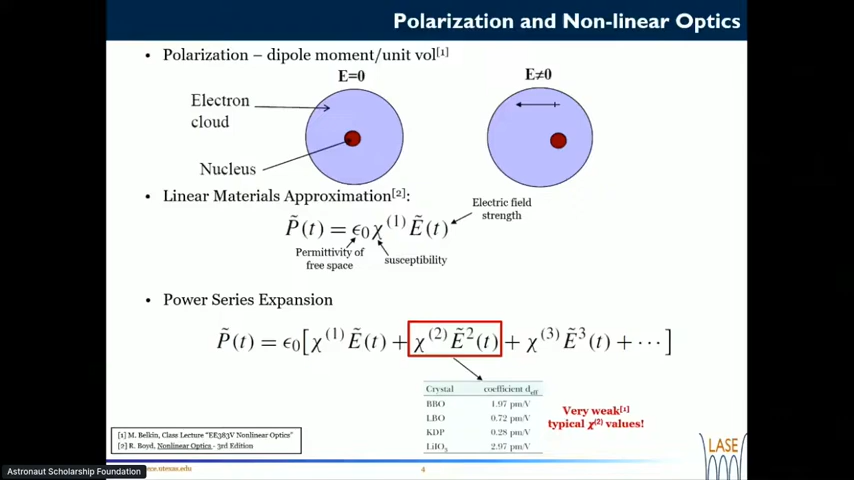 Polarization and Non-linear Optics
• Polarization – dipole moment/unit vol[1]
E=0
E≠0
Electron
cloud
Nucleus
• Linear Materials Approximation[2]:
Electric field
strength
P̃(t) = ϵ₀χ⁽¹⁾Ẽ(t)
Permittivity of
free space
susceptibility
• Power Series Expansion
P̃(t) = ϵ₀[χ⁽¹⁾Ẽ(t) + χ⁽²⁾Ẽ²(t) + χ⁽³⁾Ẽ³(t) + ⋯]
Crystal coefficient d_eff
BBO 1.97 pm/V
LBO 0.72 pm/V
KDP 0.28 pm/V
LiIO₃ 2.97 pm/V
Very weak[1]
typical χ⁽²⁾ values!
[1] M. Belkin, Class Lecture "EE383V Nonlinear Optics"
[2] R. Boyd, Nonlinear Optics - 3rd Edition
LASE
Astronaut Scholarship Foundation
.utexas.edu
4